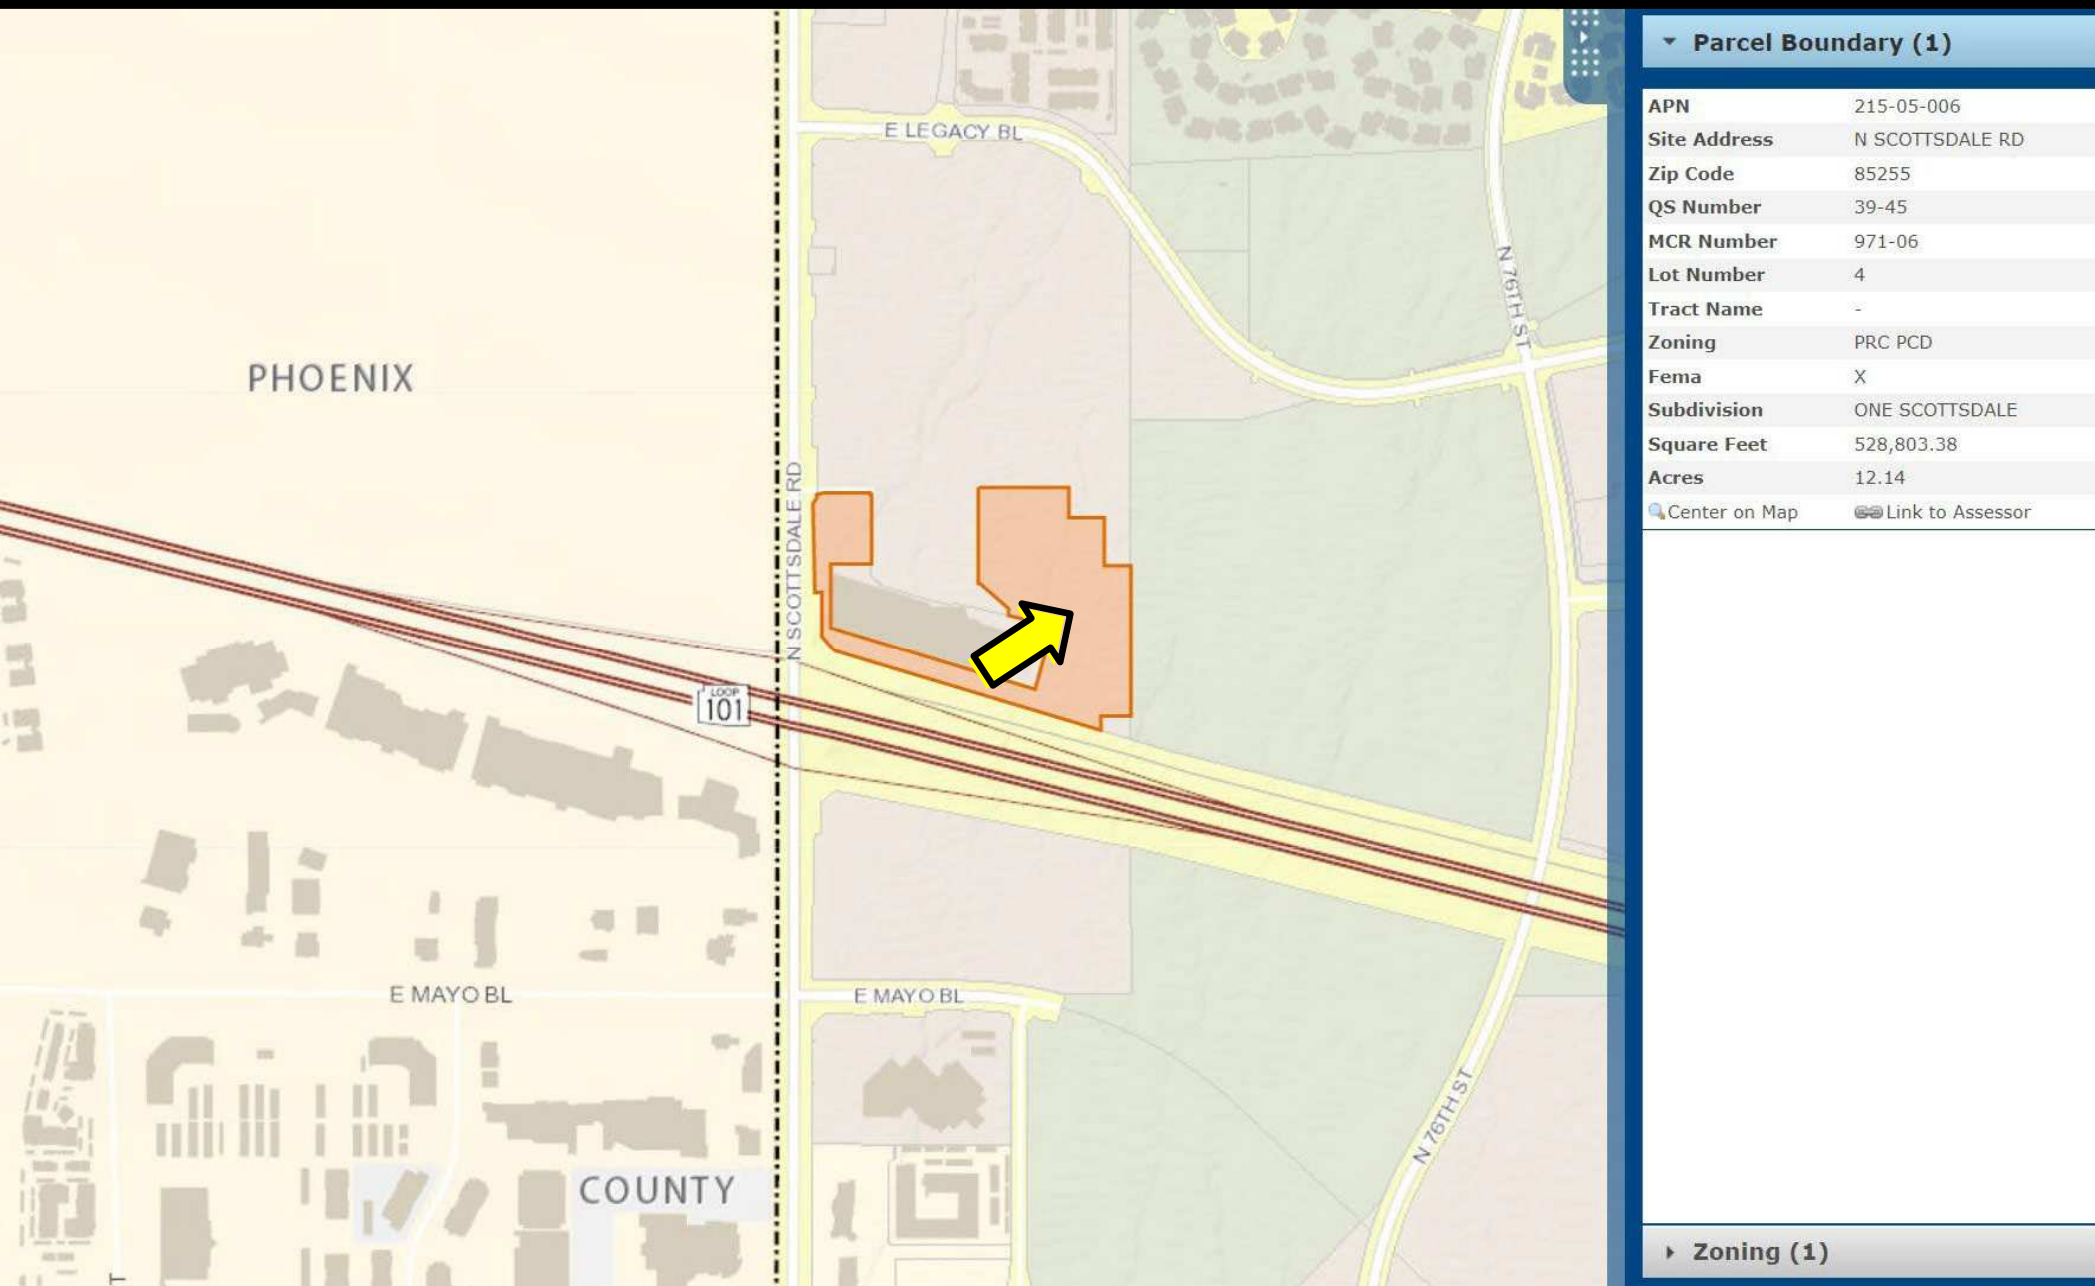 Parcel Boundary (1)
APN 215-05-006
Site Address N SCOTTSDALE RD
Zip Code 85255
QS Number 39-45
MCR Number 971-06
Lot Number 4
Tract Name -
Zoning PRC PCD
Fema X
Subdivision ONE SCOTTSDALE
Square Feet 528,803.38
Acres 12.14
Center on Map Link to Assessor
Zoning (1)
E LEGACY BL
N 76TH ST
PHOENIX
N SCOTTSDALE RD
LOOP
101
E MAYO BL
E MAYO BL
N 76TH ST
COUNTY